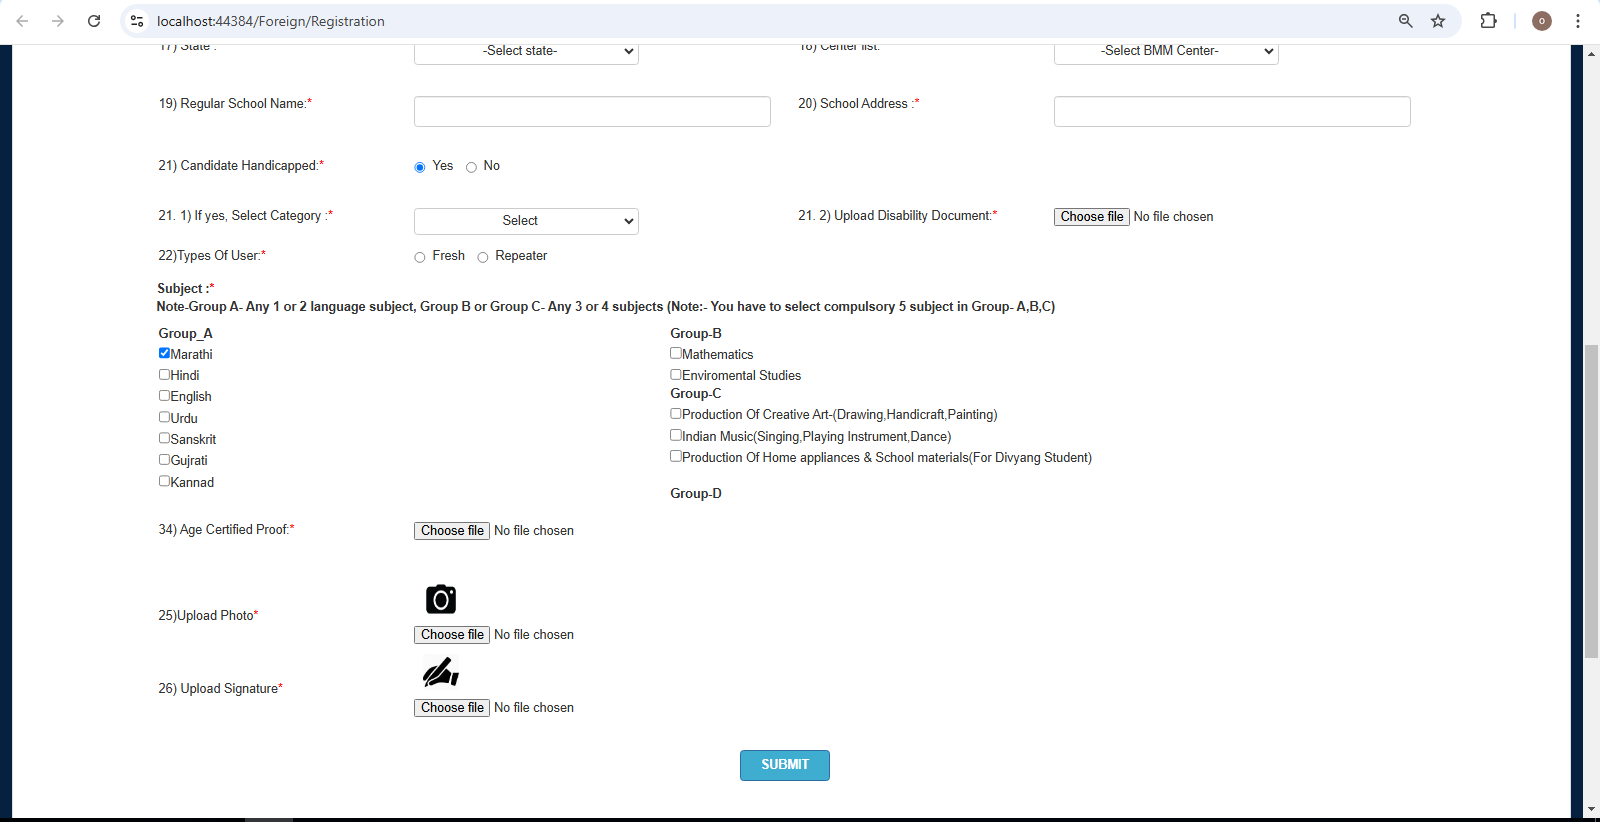 localhost:44384/Foreign/Registration
17) State : -Select state- 18) Center list: -Select BMM Center-
19) Regular School Name:* 20) School Address :*
21) Candidate Handicapped:* Yes No
21. 1) If yes, Select Category :* Select 21. 2) Upload Disability Document:* Choose file No file chosen
22)Types Of User:* Fresh Repeater
Subject :*
Note-Group A- Any 1 or 2 language subject, Group B or Group C- Any 3 or 4 subjects (Note:- You have to select compulsory 5 subject in Group- A,B,C)
Group_A
Marathi
Hindi
English
Urdu
Sanskrit
Gujrati
Kannad
Group-B
Mathematics
Enviromental Studies
Group-C
Production Of Creative Art-(Drawing,Handicraft,Painting)
Indian Music(Singing,Playing Instrument,Dance)
Production Of Home appliances & School materials(For Divyang Student)
Group-D
34) Age Certified Proof:* Choose file No file chosen
25)Upload Photo*
Choose file No file chosen
26) Upload Signature*
Choose file No file chosen
SUBMIT